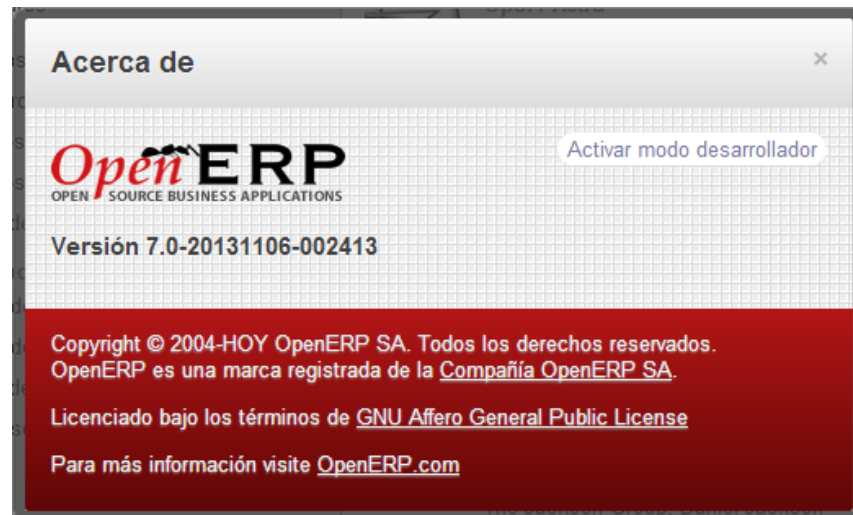 Acerca de
×
Activar modo desarrollador
Open ERP
OPEN SOURCE BUSINESS APPLICATIONS
Versión 7.0-20131106-002413
Copyright © 2004-HOY OpenERP SA. Todos los derechos reservados.
OpenERP es una marca registrada de la Compañía OpenERP SA.
Licenciado bajo los términos de GNU Affero General Public License
Para más información visite OpenERP.com